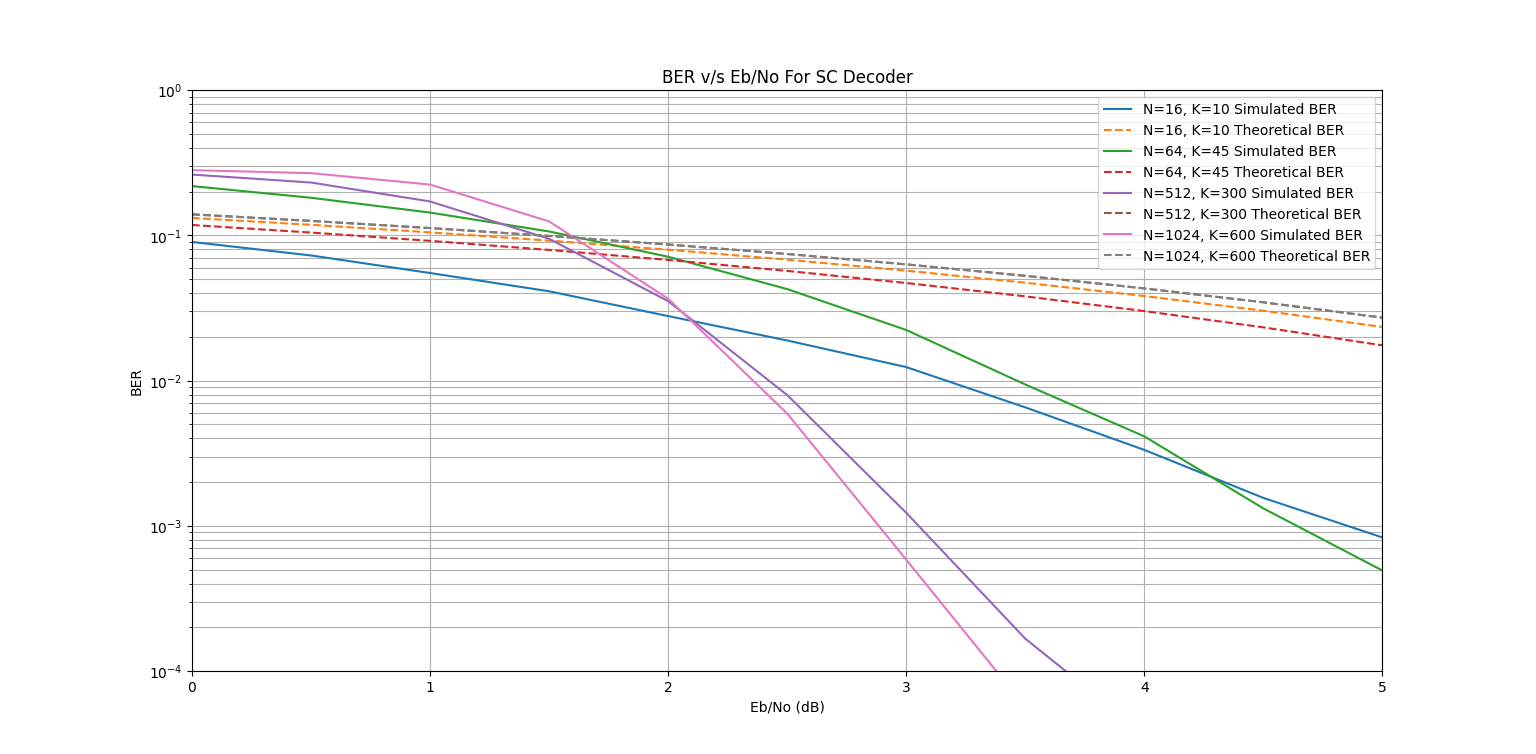 BER v/s Eb/No For SC Decoder
10⁰
10⁻¹
10⁻²
10⁻³
10⁻⁴
BER
N=16, K=10 Simulated BER
N=16, K=10 Theoretical BER
N=64, K=45 Simulated BER
N=64, K=45 Theoretical BER
N=512, K=300 Simulated BER
N=512, K=300 Theoretical BER
N=1024, K=600 Simulated BER
N=1024, K=600 Theoretical BER
0 1 2 3 4 5
Eb/No (dB)